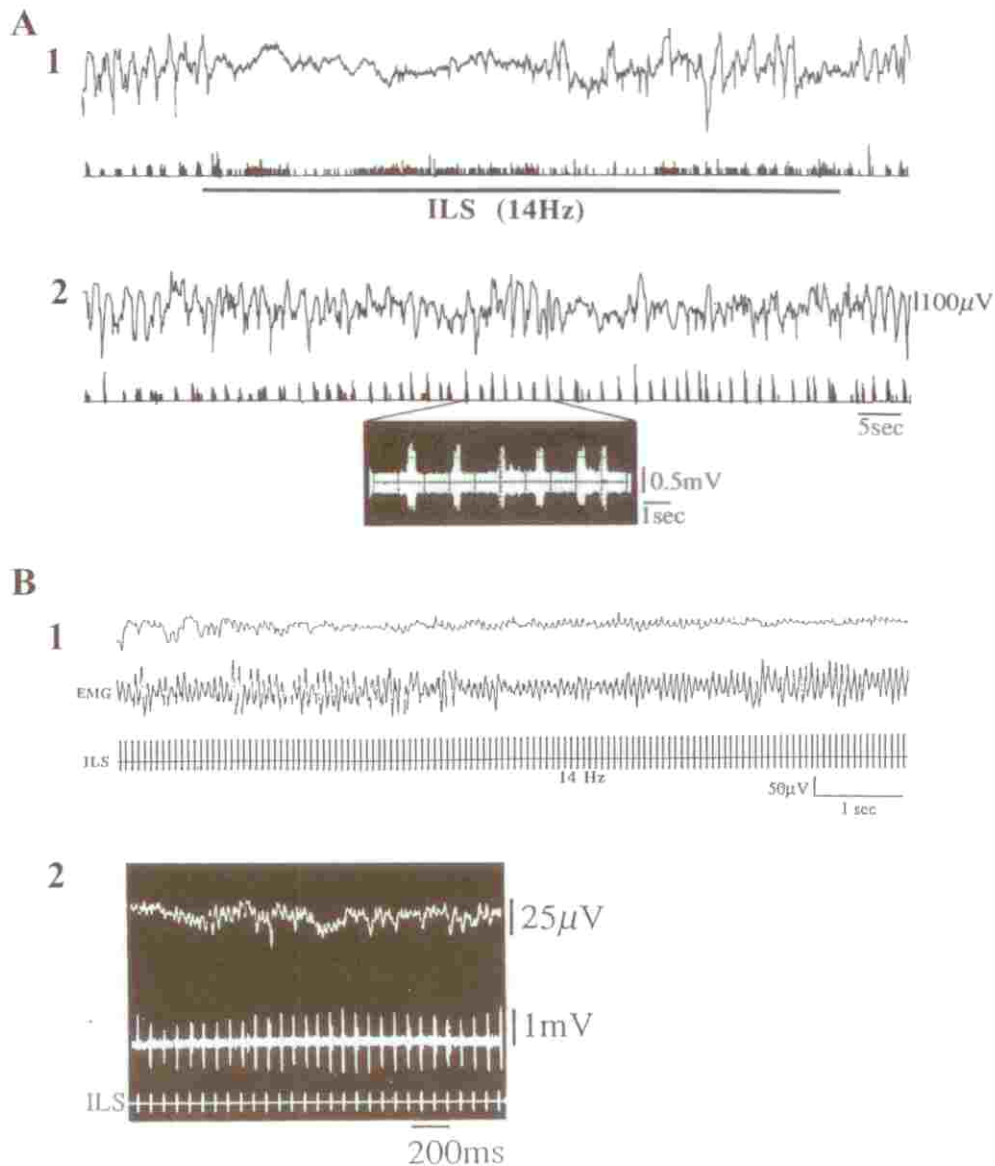 A
1
ILS (14Hz)
2
100µV
5sec
0.5mV
1sec
B
1
EMG
ILS
14 Hz
50µV
1 sec
2
25µV
1mV
ILS
200ms